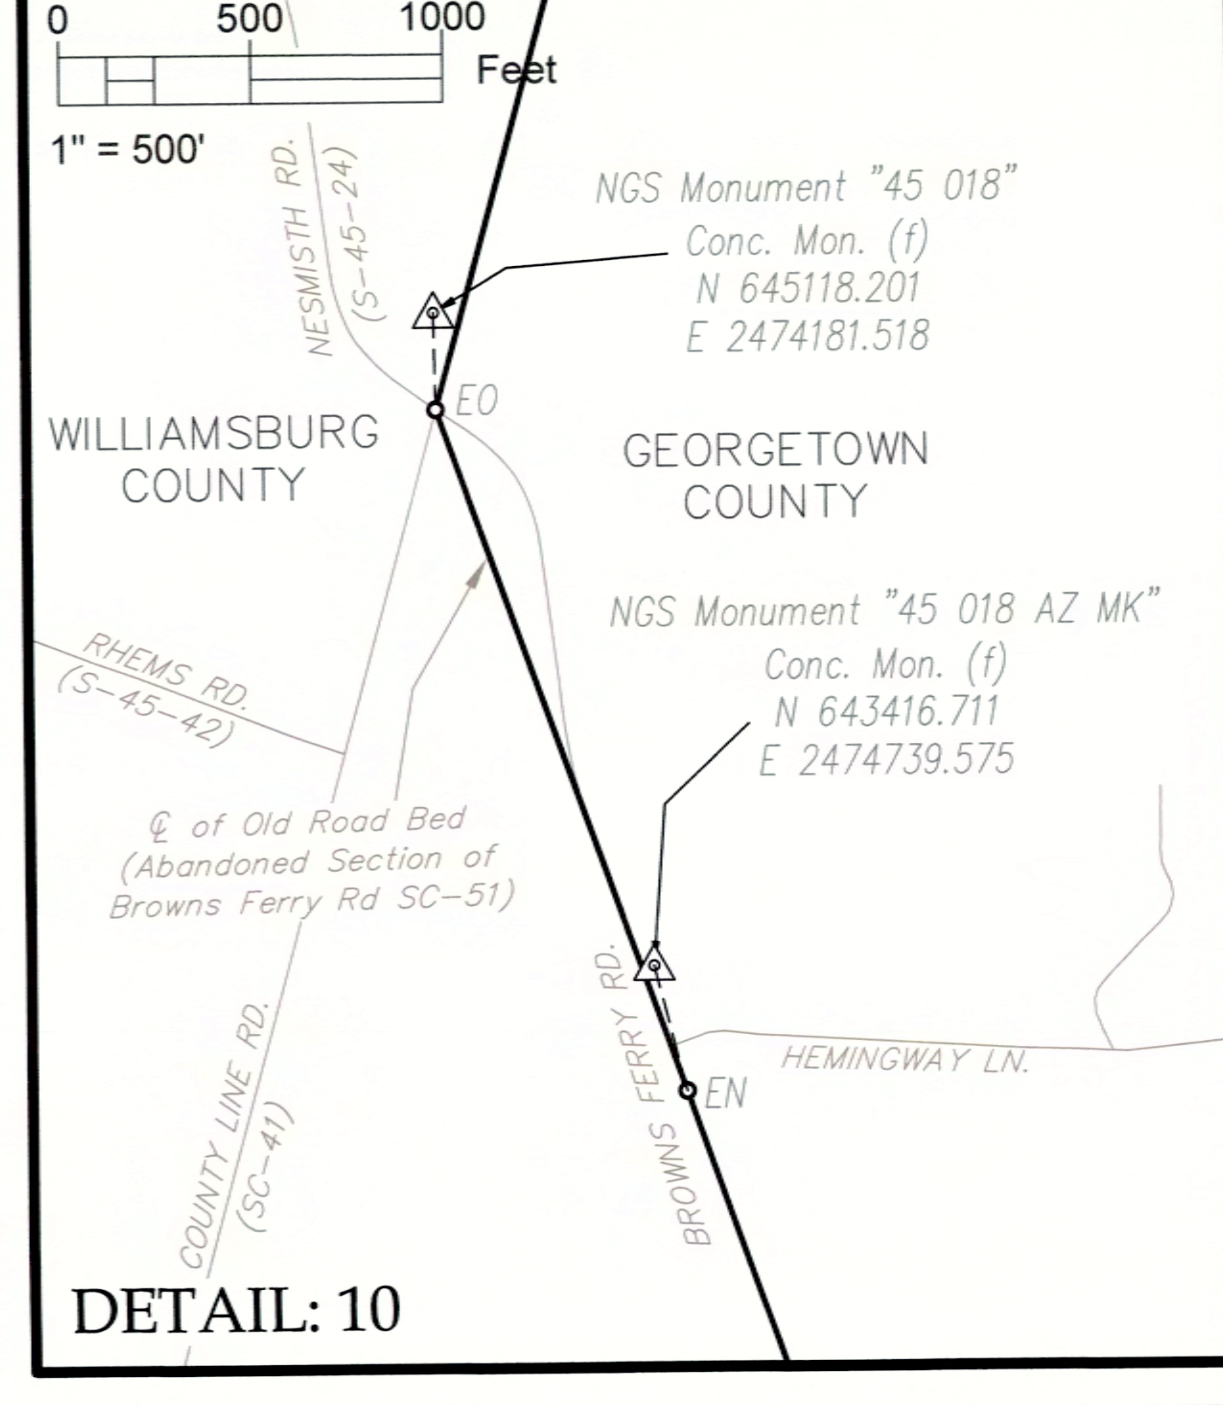 0 500 1000
Feet
1" = 500'
NESMISTH RD.
(S-45-24)
NGS Monument "45 018"
Conc. Mon. (f)
N 645118.201
E 2474181.518
EO
WILLIAMSBURG
COUNTY
GEORGETOWN
COUNTY
NGS Monument "45 018 AZ MK"
Conc. Mon. (f)
N 643416.711
E 2474739.575
RHEMS RD.
(S-45-42)
℄ of Old Road Bed
(Abandoned Section of
Browns Ferry Rd SC-51)
BROWNS FERRY RD.
HEMINGWAY LN.
EN
COUNTY LINE RD.
(SC-41)
DETAIL: 10